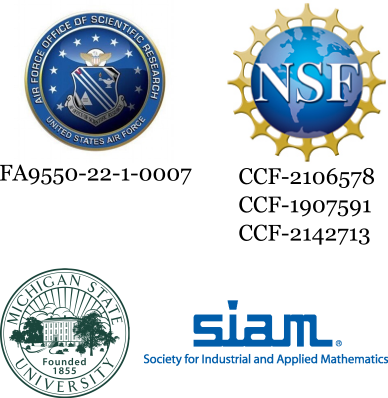 AIR FORCE OFFICE OF SCIENTIFIC RESEARCH
UNITED STATES AIR FORCE
NSF
FA9550-22-1-0007
CCF-2106578
CCF-1907591
CCF-2142713
MICHIGAN STATE UNIVERSITY
Founded
1855
siam®
Society for Industrial and Applied Mathematics